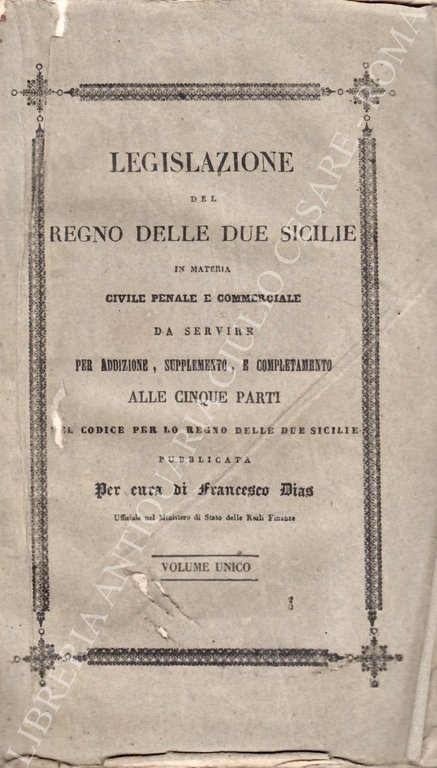 LEGISLAZIONE
DEL
REGNO DELLE DUE SICILIE
IN MATERIA
CIVILE PENALE E COMMERCIALE
DA SERVIRE
PER ADDIZIONE, SUPPLEMENTO, E COMPLETAMENTO
ALLE CINQUE PARTI
DEL CODICE PER LO REGNO DELLE DUE SICILIE
PUBBLICATA
Per cura di Francesco Dias
Uffiziale nel Ministero di Stato delle Reali Finanze
VOLUME UNICO
LIBRERIA ANTIQUARIA GIULIO CESARE - ROMA